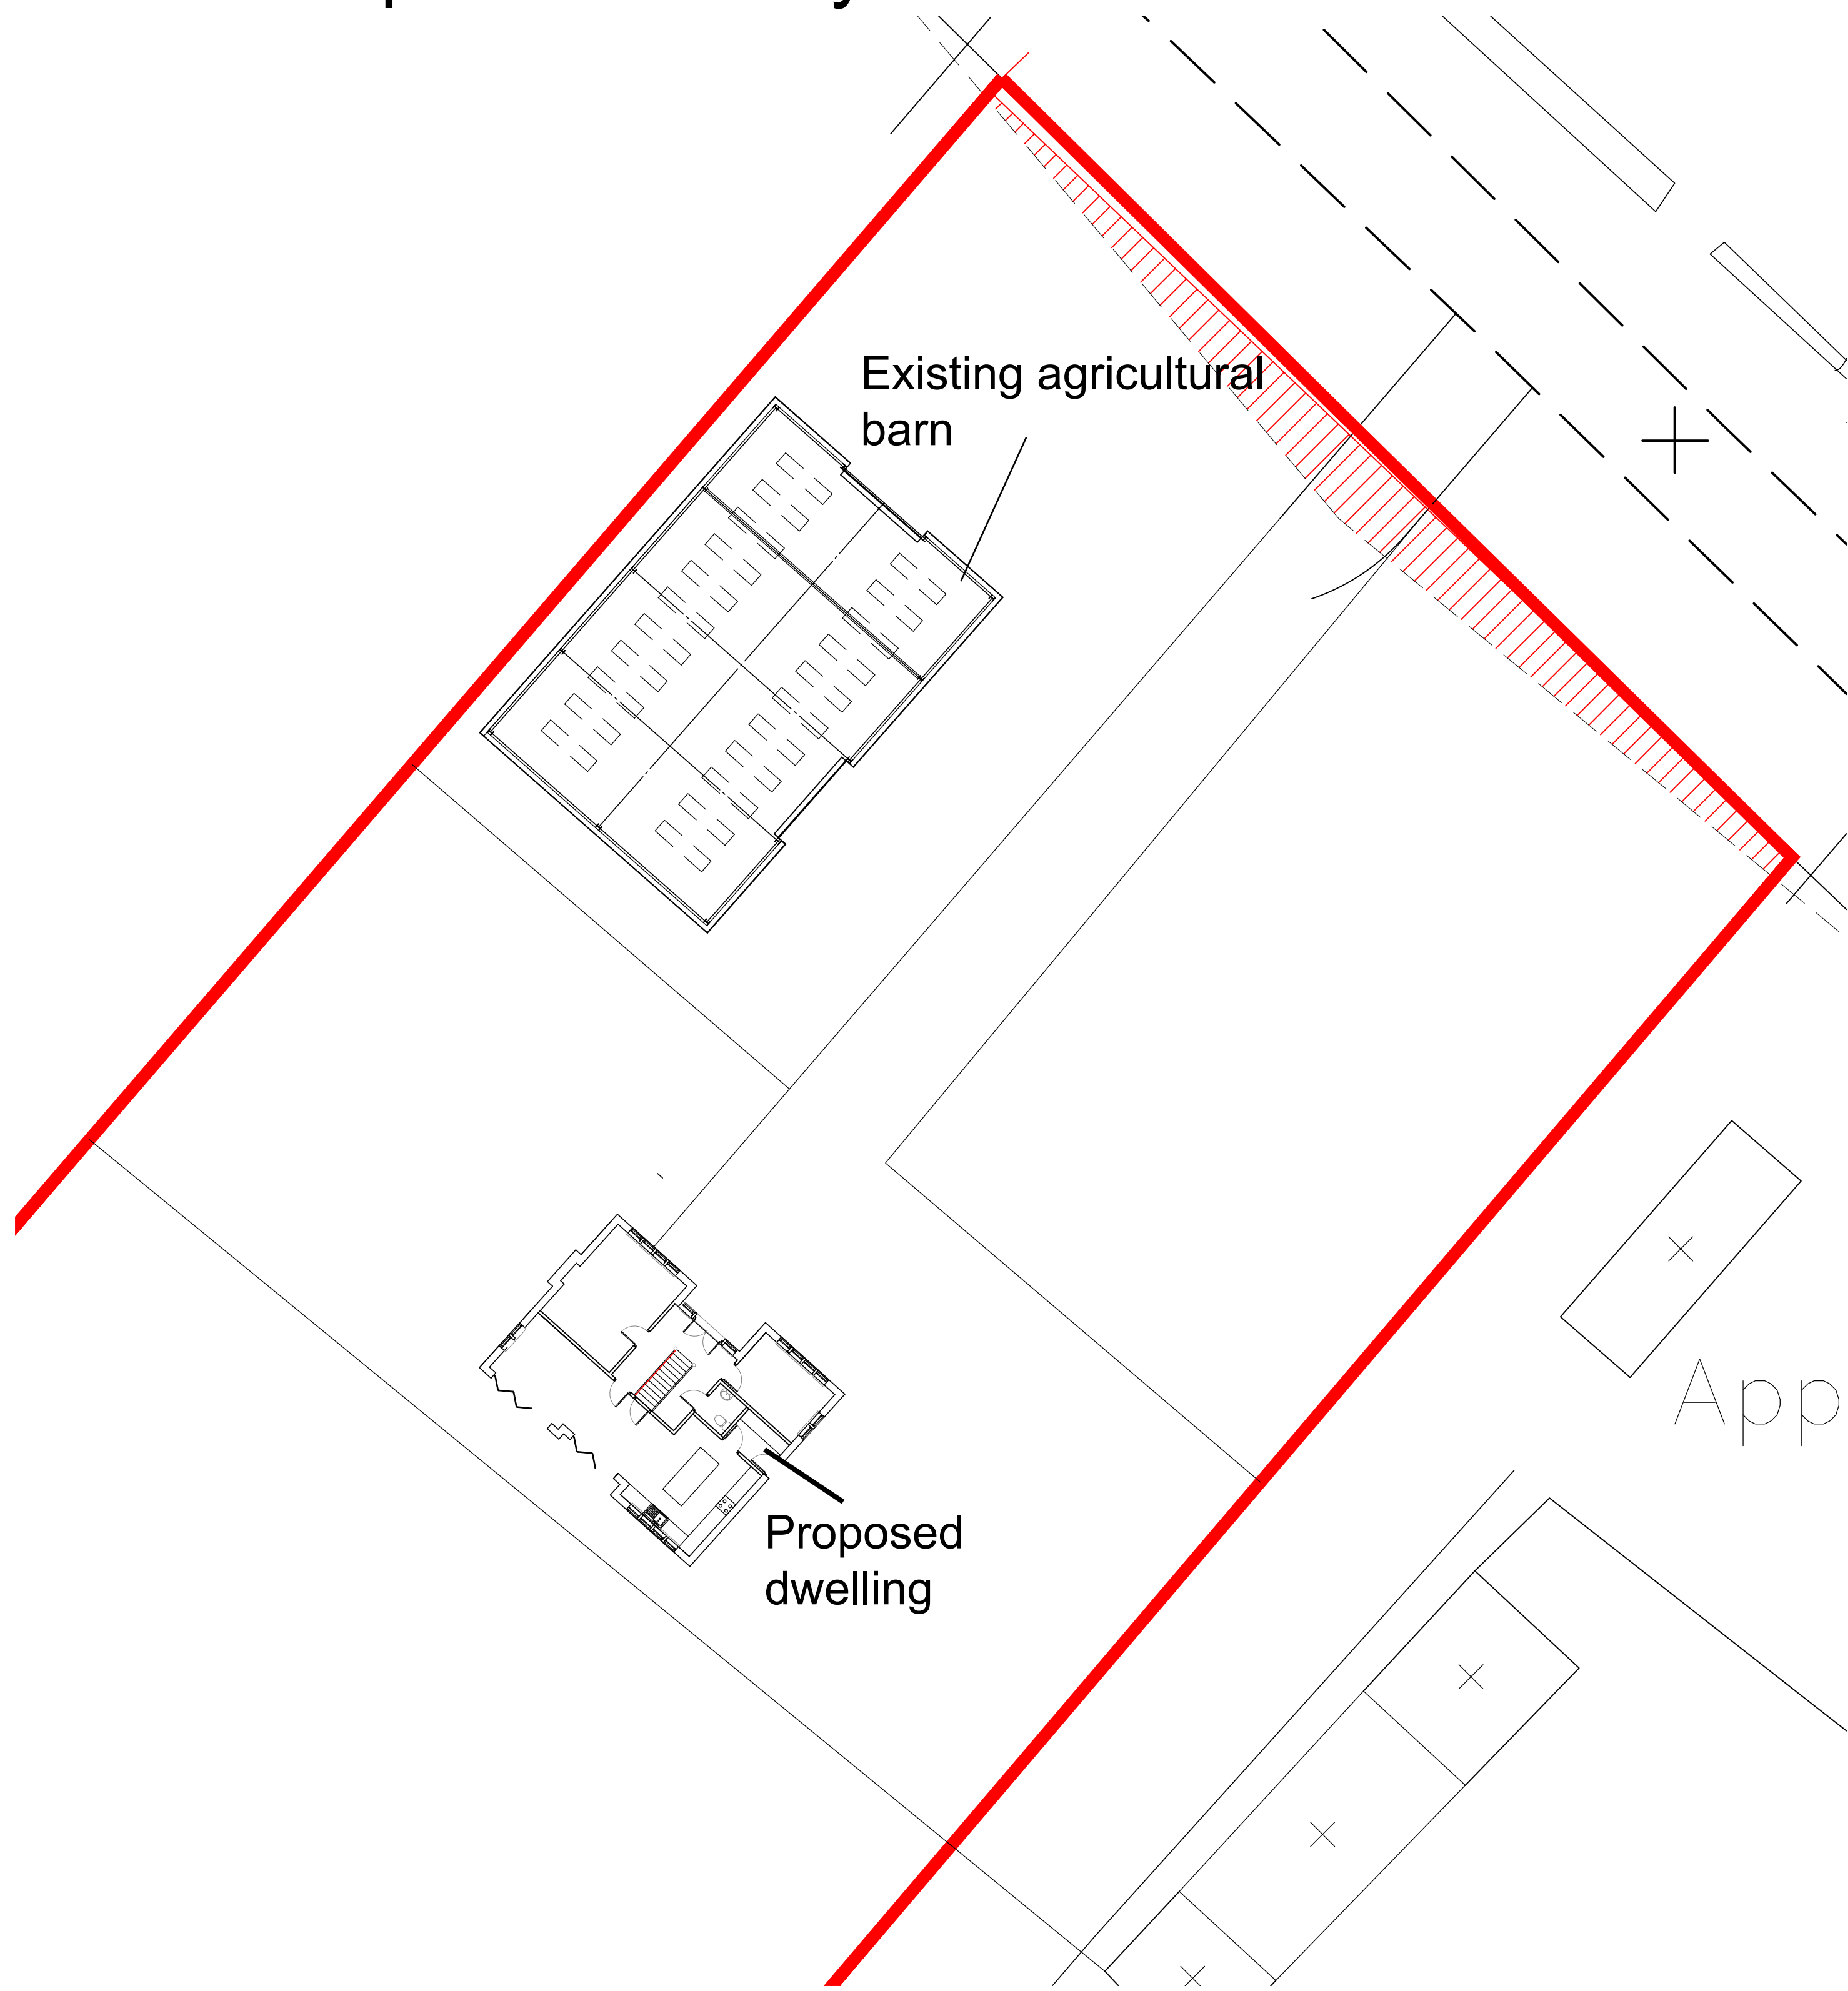 Existing agricultural
barn
Proposed
dwelling
App